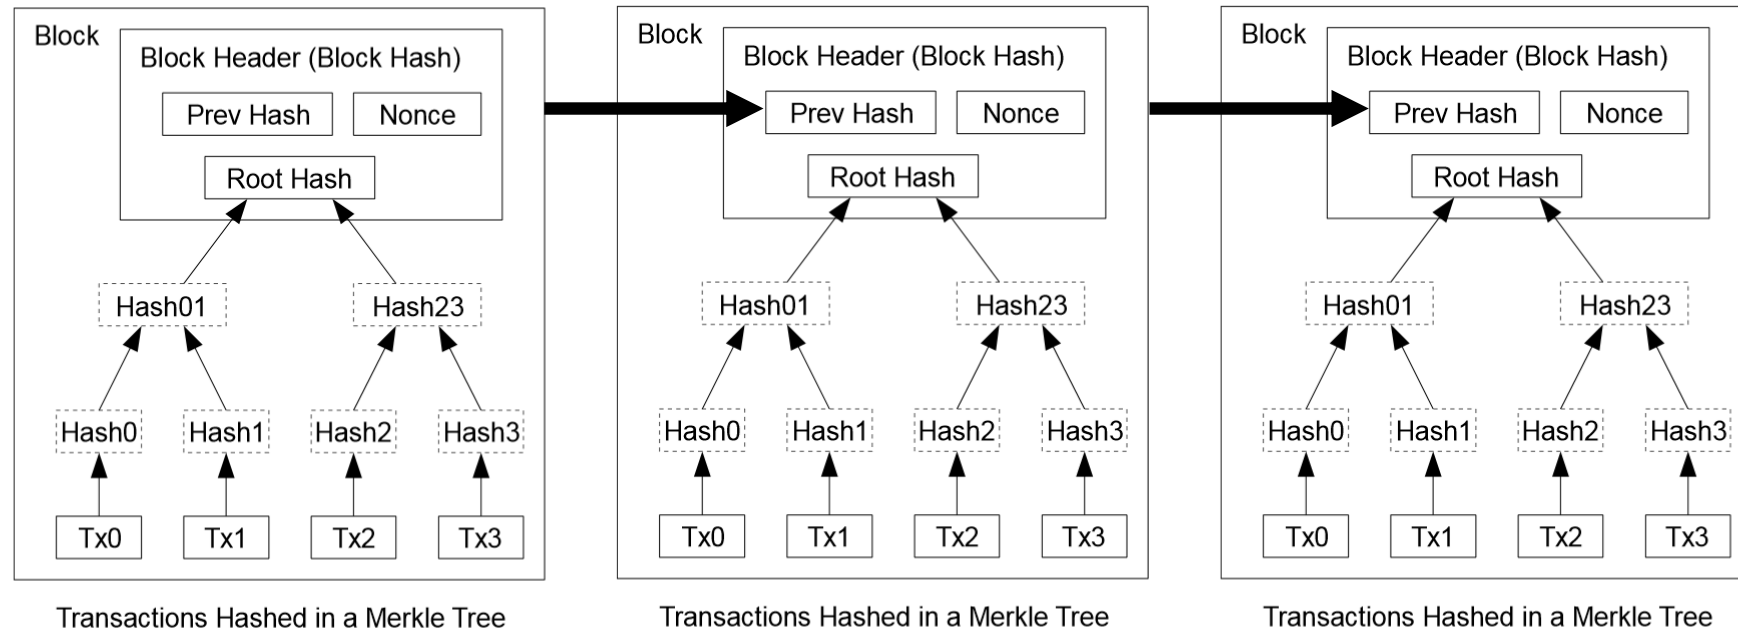 Block
Block Header (Block Hash)
Prev Hash
Nonce
Root Hash
Hash01
Hash23
Hash0
Hash1
Hash2
Hash3
Tx0
Tx1
Tx2
Tx3
Transactions Hashed in a Merkle Tree
Block
Block Header (Block Hash)
Prev Hash
Nonce
Root Hash
Hash01
Hash23
Hash0
Hash1
Hash2
Hash3
Tx0
Tx1
Tx2
Tx3
Transactions Hashed in a Merkle Tree
Block
Block Header (Block Hash)
Prev Hash
Nonce
Root Hash
Hash01
Hash23
Hash0
Hash1
Hash2
Hash3
Tx0
Tx1
Tx2
Tx3
Transactions Hashed in a Merkle Tree